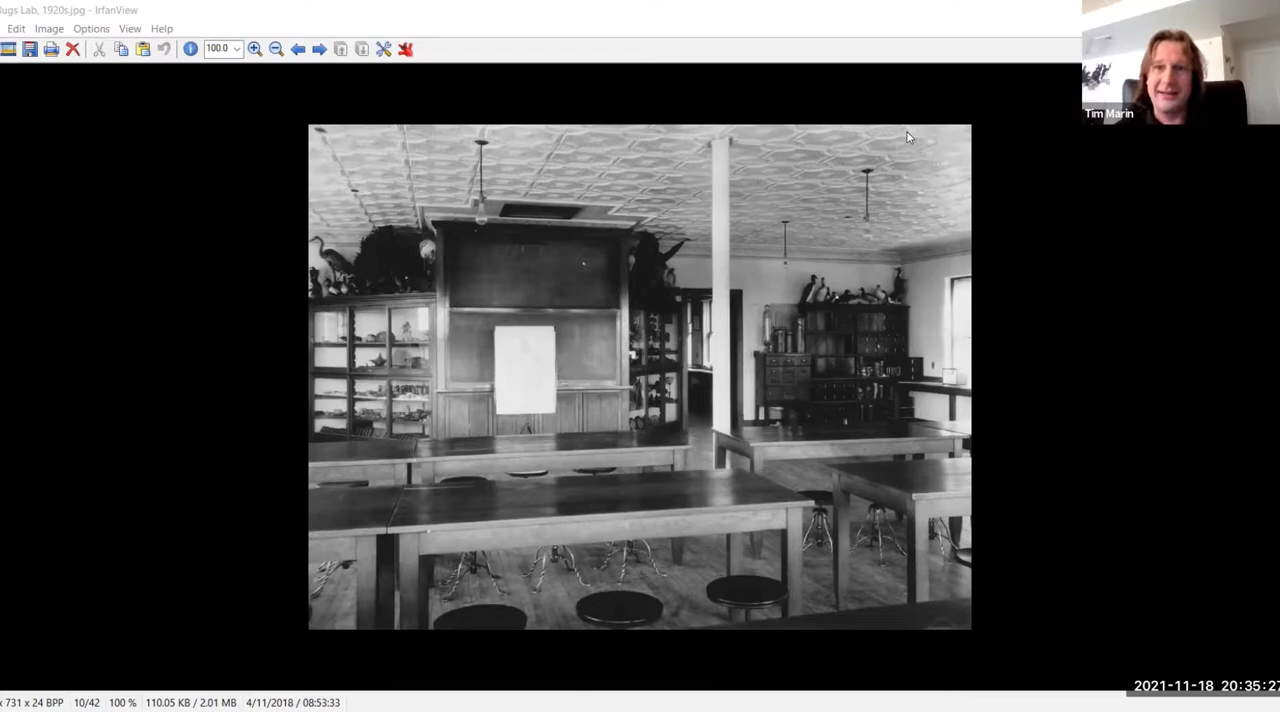 ugs Lab, 1920s.jpg - IrfanView
Edit Image Options View Help
100.0
Tim Marin
2021-11-18 20:35:27
x 731 x 24 BPP 10/42 100 % 110.05 KB / 2.01 MB 4/11/2018 / 08:53:33